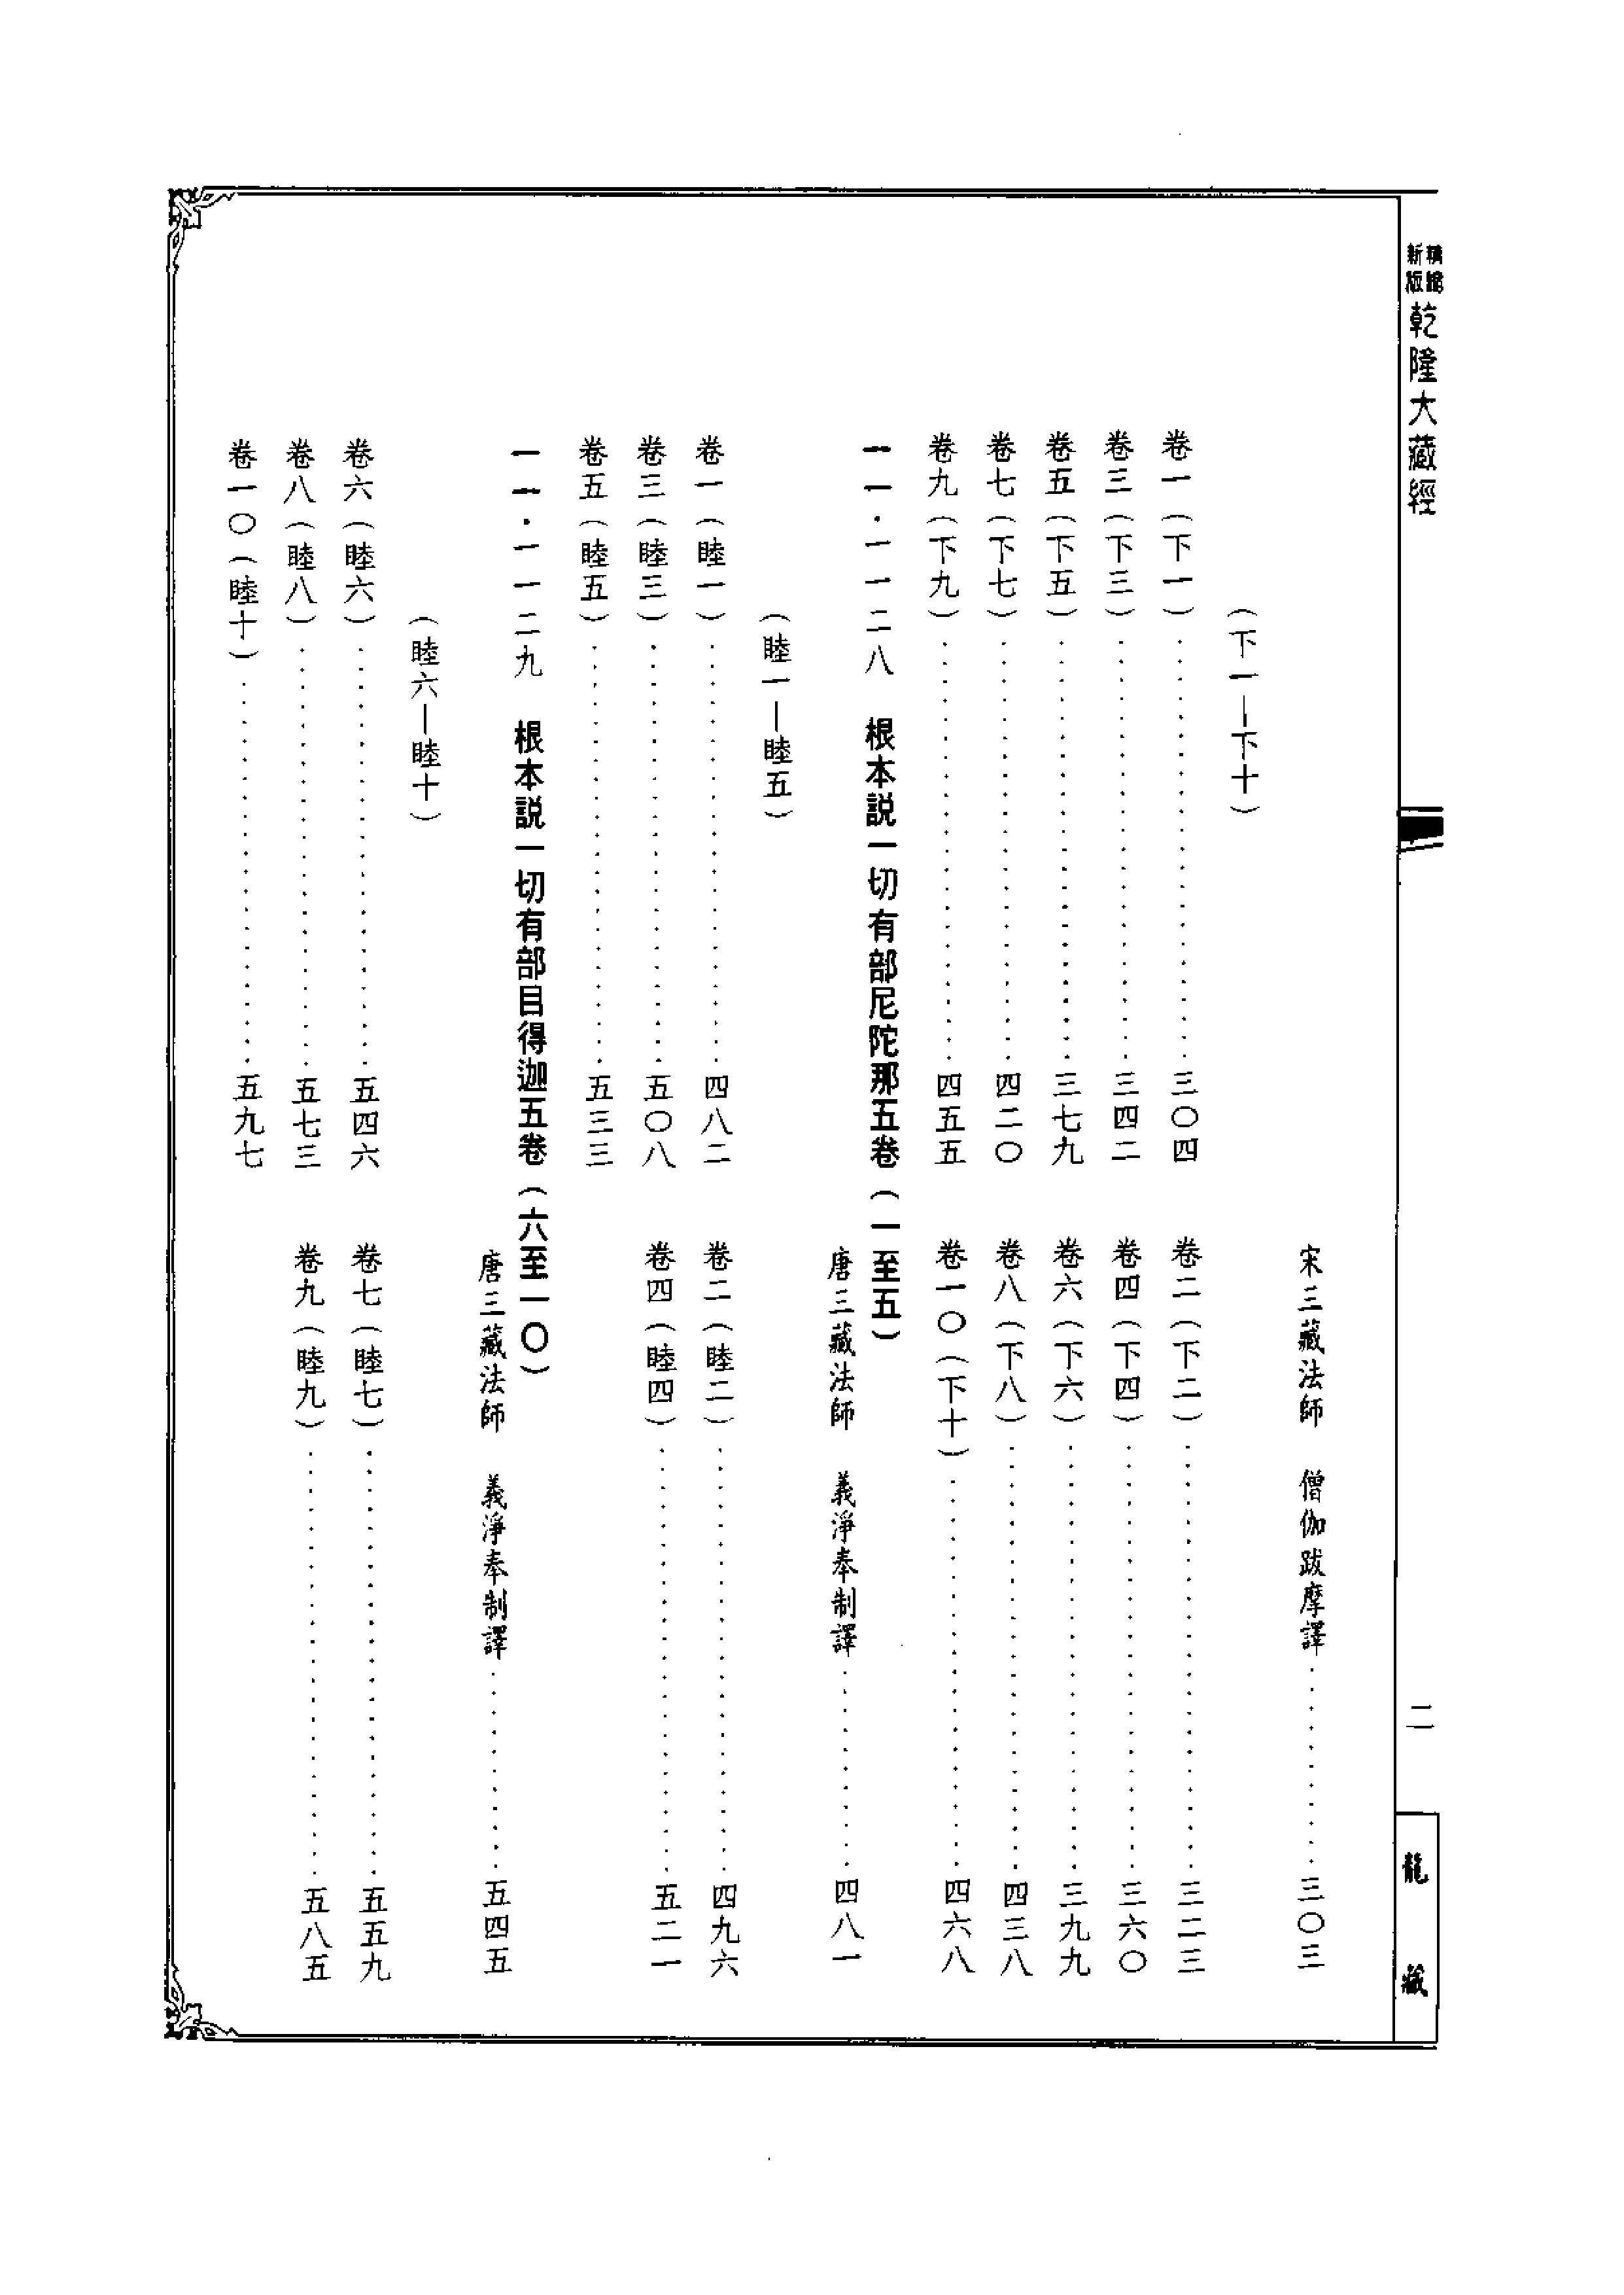 新版
乾隆大藏經
二
龍藏
宋三藏法師　僧伽跋摩譯……三〇三
（下一—下十）
卷一（下一）……三〇四　卷二（下二）……三二三
卷三（下三）……三四二　卷四（下四）……三六〇
卷五（下五）……三七九　卷六（下六）……三九九
卷七（下七）……四二〇　卷八（下八）……四三八
卷九（下九）……四五五　卷一〇（下十）……四六八
一一·一一二八　根本說一切有部尼陀那五卷（一至五）
唐三藏法師　義淨奉制譯……四八一
（睦一—睦五）
卷一（睦一）……四八二　卷二（睦二）……四九六
卷三（睦三）……五〇八　卷四（睦四）……五二一
卷五（睦五）……五三三
一一·一一二九　根本說一切有部目得迦五卷（六至一〇）
唐三藏法師　義淨奉制譯……五四五
（睦六—睦十）
卷六（睦六）……五四六　卷七（睦七）……五五九
卷八（睦八）……五七三　卷九（睦九）……五八五
卷一〇（睦十）……五九七